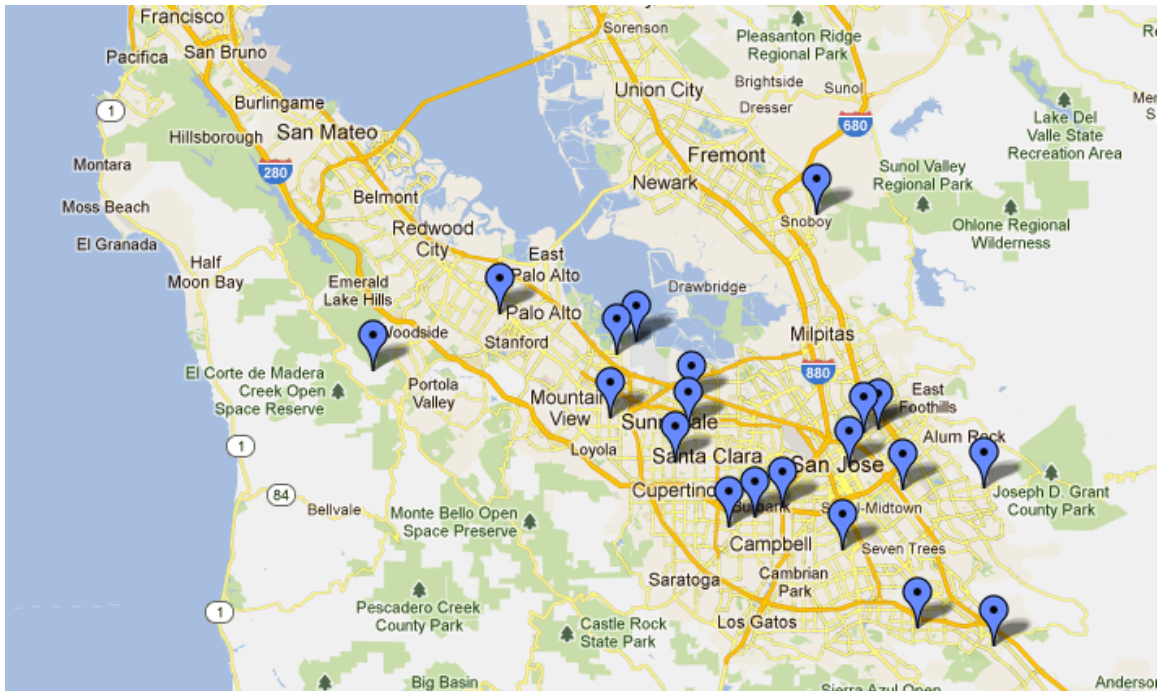 Francisco
Pacifica
San Bruno
Sorenson
Pleasanton Ridge
Regional Park
Brightside
Sunol
Union City
Dresser
1
Burlingame
Hillsborough
San Mateo
680
Lake Del
Valle State
Recreation Area
Montara
280
Fremont
Sunol Valley
Regional Park
Moss Beach
Belmont
Newark
Snoboy
Ohlone Regional
Wilderness
El Granada
Redwood
City
Half
Moon Bay
East
Palo Alto
Emerald
Lake Hills
Drawbridge
Palo Alto
Woodside
Stanford
Milpitas
El Corte de Madera
Creek Open
Space Reserve
Portola
Valley
880
Mountain
View
East
Foothills
Sunnyvale
Alum Rock
1
Loyola
Santa Clara
San Jose
84
Cupertino
Joseph D. Grant
County Park
Bellvale
Monte Bello Open
Space Preserve
Burbank
-Midtown
Campbell
Seven Trees
Saratoga
Cambrian
Park
1
Pescadero Creek
County Park
Castle Rock
State Park
Los Gatos
Big Basin
Sierra Azul Open
Anderso